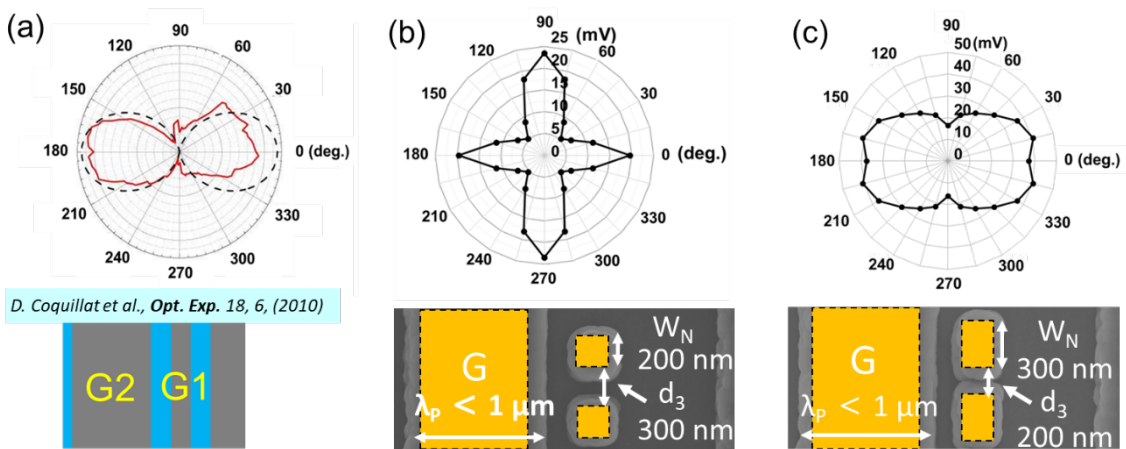 (a)
90
120
60
150
30
180
0 (deg.)
210
330
240
300
270
D. Coquillat et al., Opt. Exp. 18, 6, (2010)
G2 G1
(b)
90
25 (mV)
120
60
20
150
15
30
10
5
180
0
0 (deg.)
210
330
240
300
270
G
λP < 1 μm
WN
200 nm
d3
300 nm
(c)
90
50 (mV)
120
60
40
150
30
30
20
10
180
0
0 (deg.)
210
330
240
300
270
G
λP < 1 μm
WN
300 nm
d3
200 nm